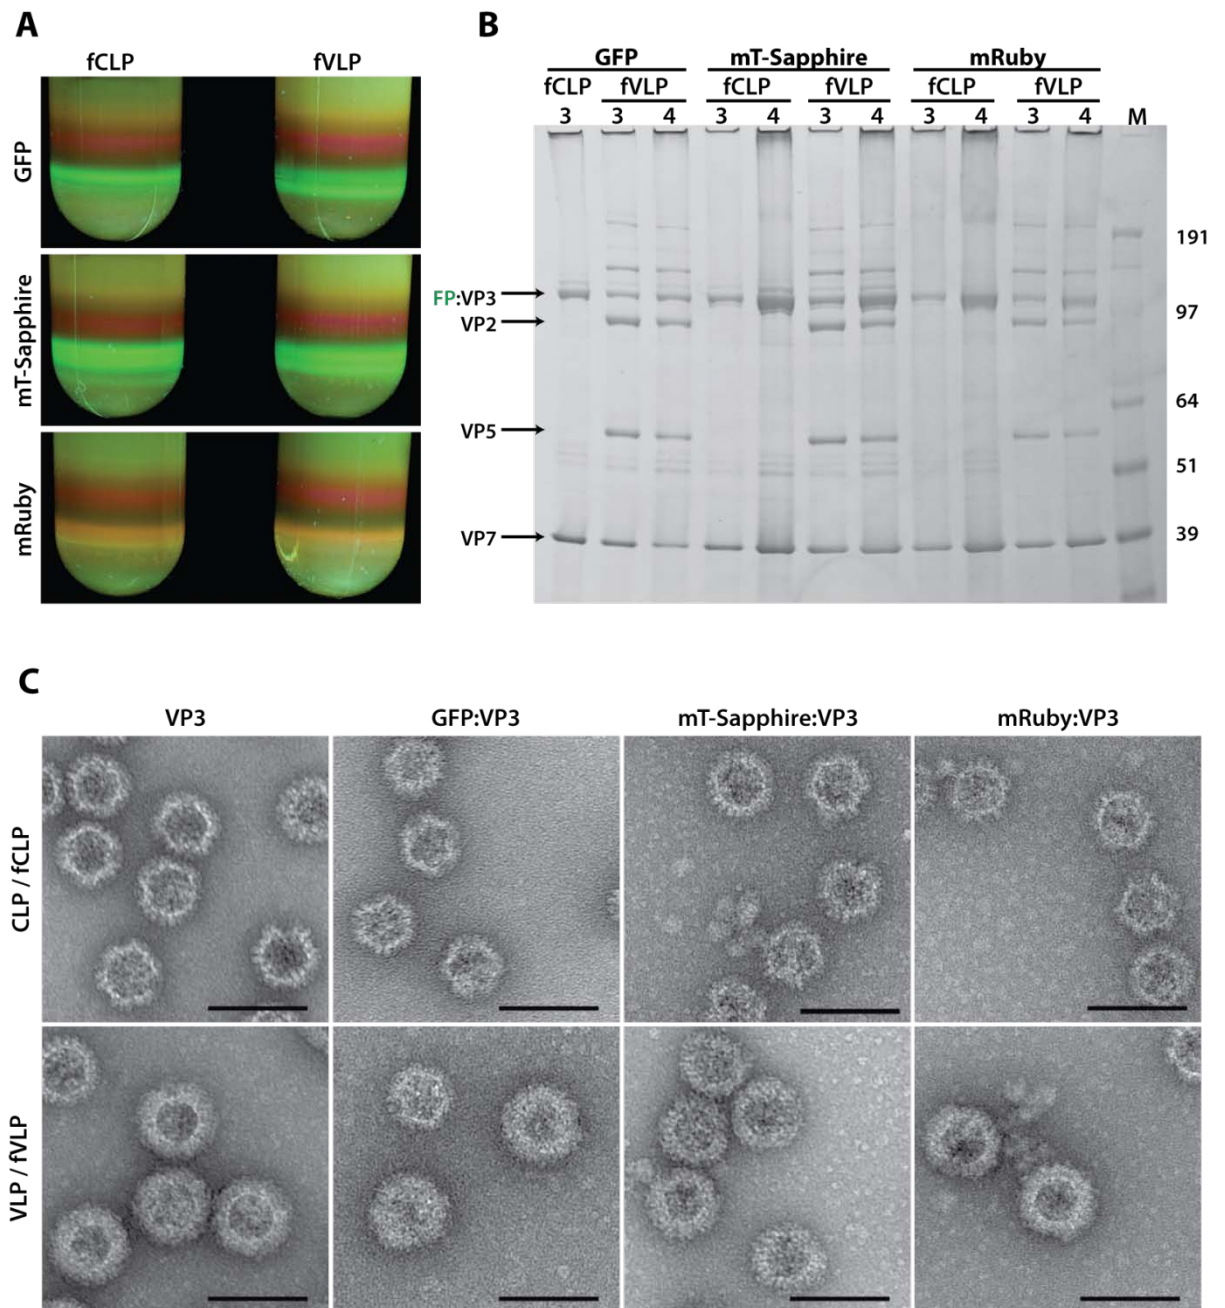 A
fCLP fVLP
GFP
mT-Sapphire
mRuby
B
GFP mT-Sapphire mRuby
fCLP fVLP fCLP fVLP fCLP fVLP
3 3 4 3 4 3 4 3 4 3 4 M
FP:VP3
VP2
VP5
VP7
191
97
64
51
39
C
VP3 GFP:VP3 mT-Sapphire:VP3 mRuby:VP3
CLP / fCLP
VLP / fVLP